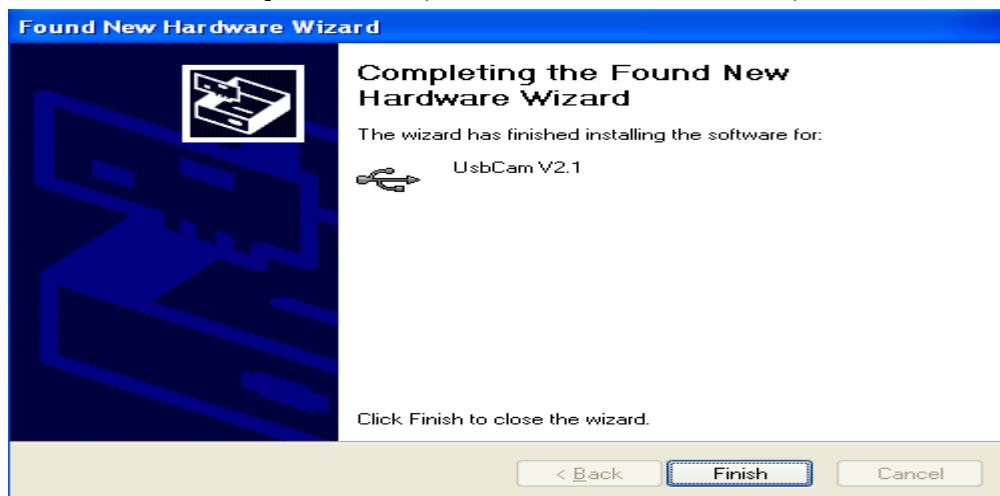 Found New Hardware Wizard
Completing the Found New
Hardware Wizard
The wizard has finished installing the software for:
UsbCam V2.1
Click Finish to close the wizard.
< Back
Finish
Cancel